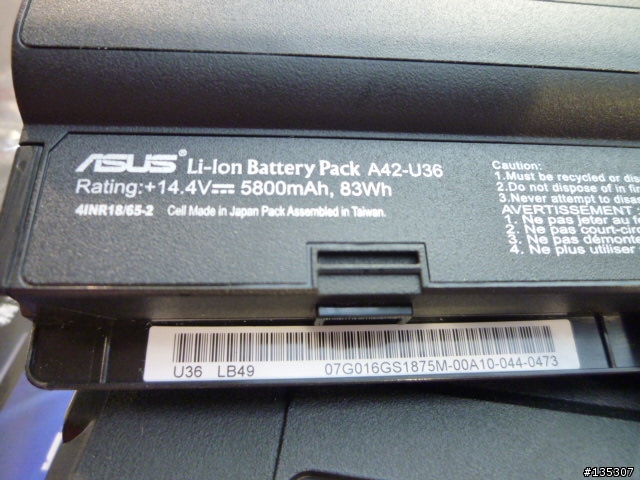 ASUS® Li-Ion Battery Pack A42-U36
Rating:+14.4V⎓ 5800mAh, 83Wh
4INR18/65-2 Cell Made in Japan Pack Assembled in Taiwan.
Caution:
1.Must be recycled or
2.Do not dispose of in
3.Never attempt to
AVERTISSEMENT:
1. Ne pas jeter au
2. Ne pas
3. Ne pas
4. Ne plus utiliser
U36 LB49 07G016GS1875M-00A10-044-0473
#135307